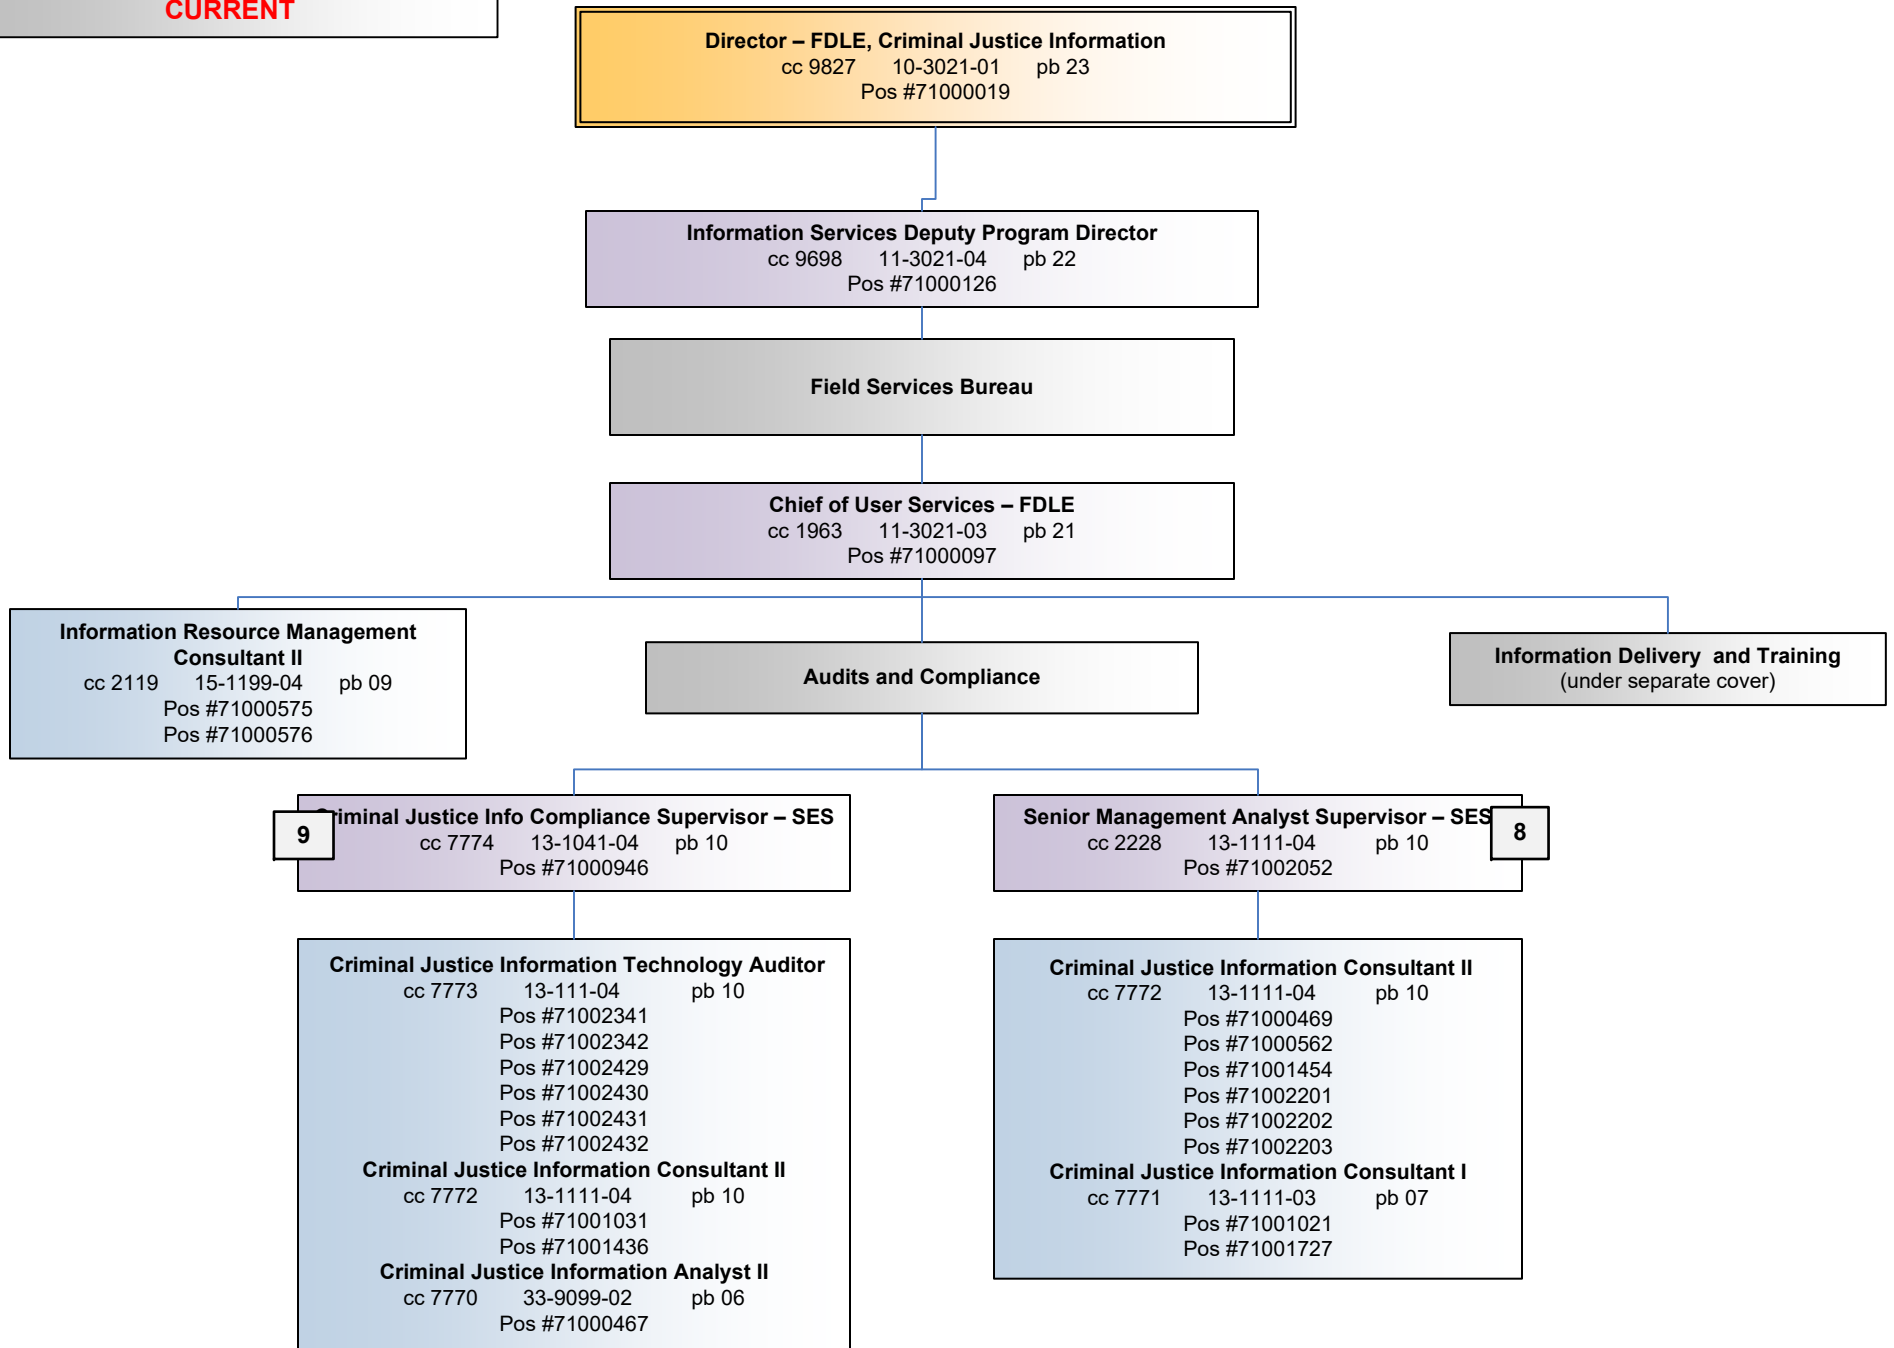 CURRENT
Director – FDLE, Criminal Justice Information
cc 9827 10-3021-01 pb 23
Pos #71000019
Information Services Deputy Program Director
cc 9698 11-3021-04 pb 22
Pos #71000126
Field Services Bureau
Chief of User Services – FDLE
cc 1963 11-3021-03 pb 21
Pos #71000097
Information Resource Management
Consultant II
cc 2119 15-1199-04 pb 09
Pos #71000575
Pos #71000576
Audits and Compliance
Information Delivery and Training
(under separate cover)
9
Criminal Justice Info Compliance Supervisor – SES
cc 7774 13-1041-04 pb 10
Pos #71000946
Senior Management Analyst Supervisor – SES
cc 2228 13-1111-04 pb 10
Pos #71002052
8
Criminal Justice Information Technology Auditor
cc 7773 13-111-04 pb 10
Pos #71002341
Pos #71002342
Pos #71002429
Pos #71002430
Pos #71002431
Pos #71002432
Criminal Justice Information Consultant II
cc 7772 13-1111-04 pb 10
Pos #71001031
Pos #71001436
Criminal Justice Information Analyst II
cc 7770 33-9099-02 pb 06
Pos #71000467
Criminal Justice Information Consultant II
cc 7772 13-1111-04 pb 10
Pos #71000469
Pos #71000562
Pos #71001454
Pos #71002201
Pos #71002202
Pos #71002203
Criminal Justice Information Consultant I
cc 7771 13-1111-03 pb 07
Pos #71001021
Pos #71001727